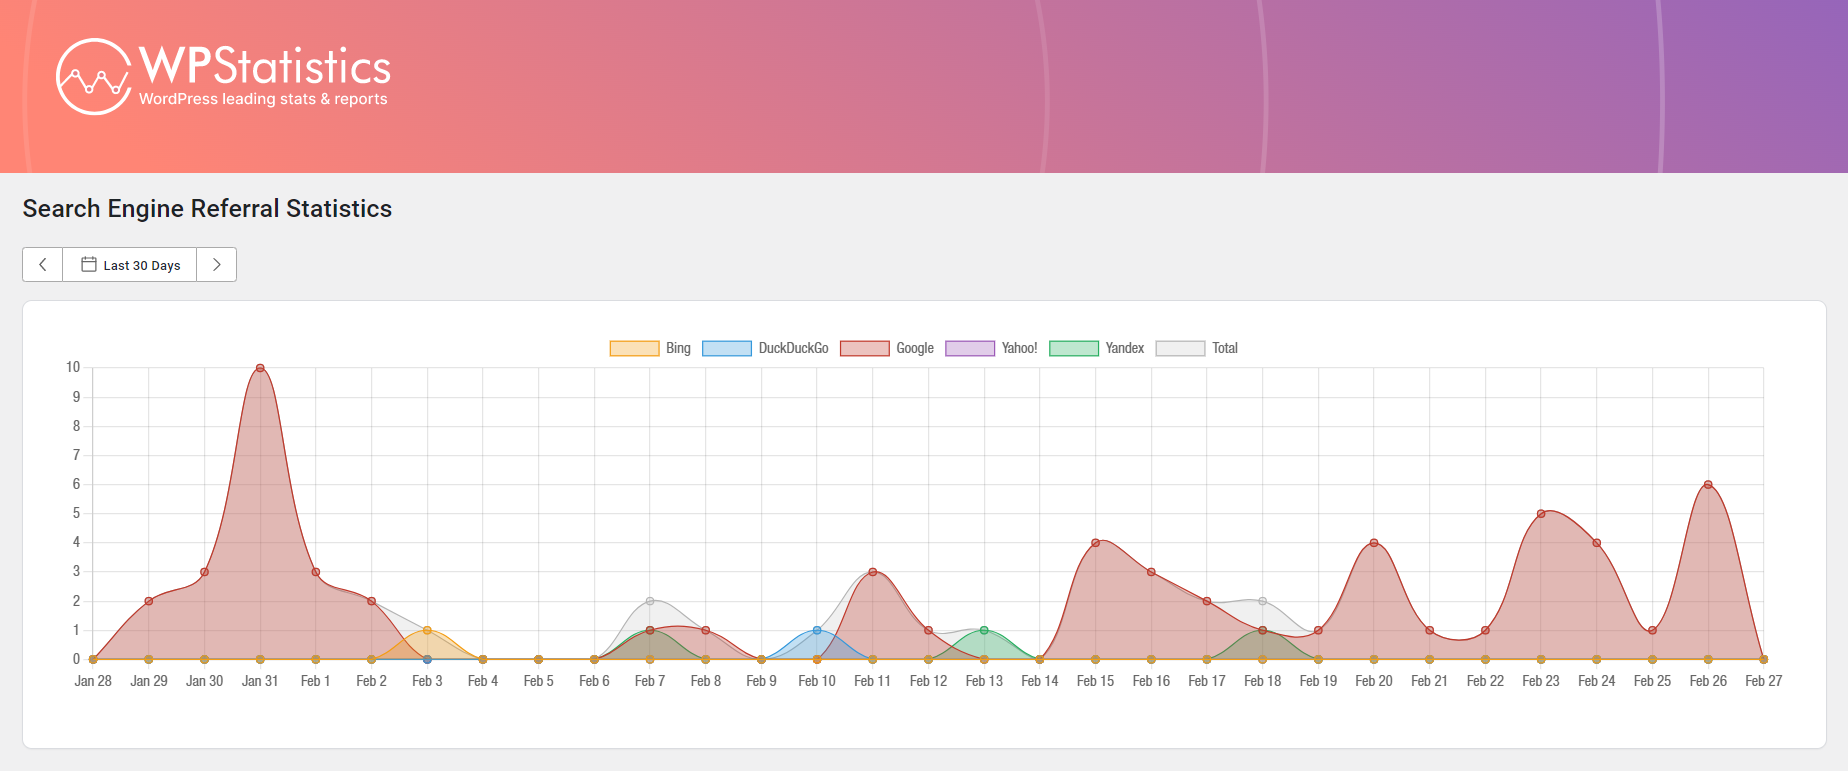 WPStatistics
WordPress leading stats & reports
Search Engine Referral Statistics
Last 30 Days
Bing DuckDuckGo Google Yahoo! Yandex Total
10
9
8
7
6
5
4
3
2
1
0
Jan 28 Jan 29 Jan 30 Jan 31 Feb 1 Feb 2 Feb 3 Feb 4 Feb 5 Feb 6 Feb 7 Feb 8 Feb 9 Feb 10 Feb 11 Feb 12 Feb 13 Feb 14 Feb 15 Feb 16 Feb 17 Feb 18 Feb 19 Feb 20 Feb 21 Feb 22 Feb 23 Feb 24 Feb 25 Feb 26 Feb 27